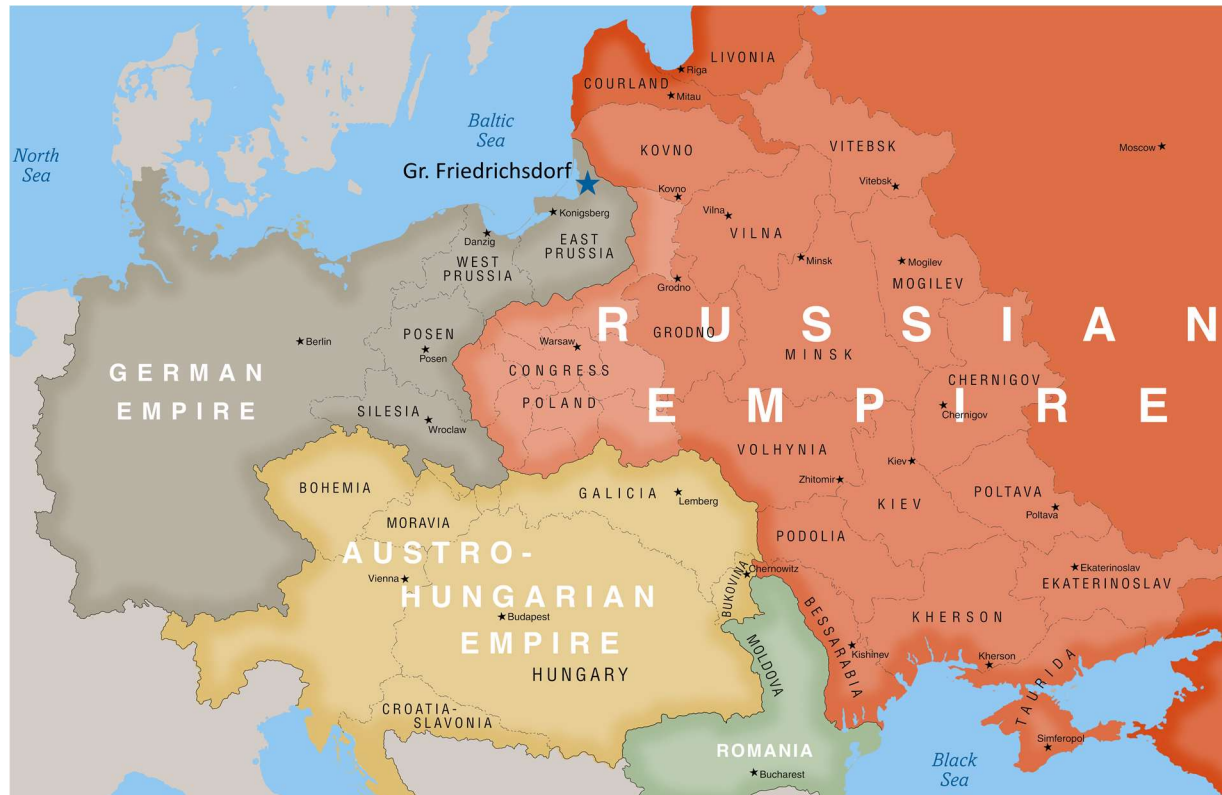 LIVONIA
Riga
COURLAND
Mitau
Baltic
Sea
North
Sea
KOVNO
VITEBSK
Moscow
Gr. Friedrichsdorf
Vitebsk
Kovno
Konigsberg
Vilna
VILNA
Danzig
EAST
PRUSSIA
WEST
PRUSSIA
Minsk
Mogilev
MOGILEV
Grodno
RUSSIAN
EMPIRE
GRODNO
POSEN
Posen
Berlin
Warsaw
CONGRESS
POLAND
MINSK
GERMAN
EMPIRE
CHERNIGOV
Chernigov
SILESIA
Wroclaw
VOLHYNIA
Kiev
Zhitomir
KIEV
POLTAVA
Poltava
BOHEMIA
GALICIA
Lemberg
MORAVIA
PODOLIA
AUSTRO-
HUNGARIAN
EMPIRE
Vienna
Chernowitz
BUKOVINA
Ekaterinoslav
EKATERINOSLAV
Budapest
BESSARABIA
KHERSON
Kishinev
Kherson
MOLDOVA
HUNGARY
TAURIDA
CROATIA-
SLAVONIA
Simferopol
ROMANIA
Bucharest
Black
Sea